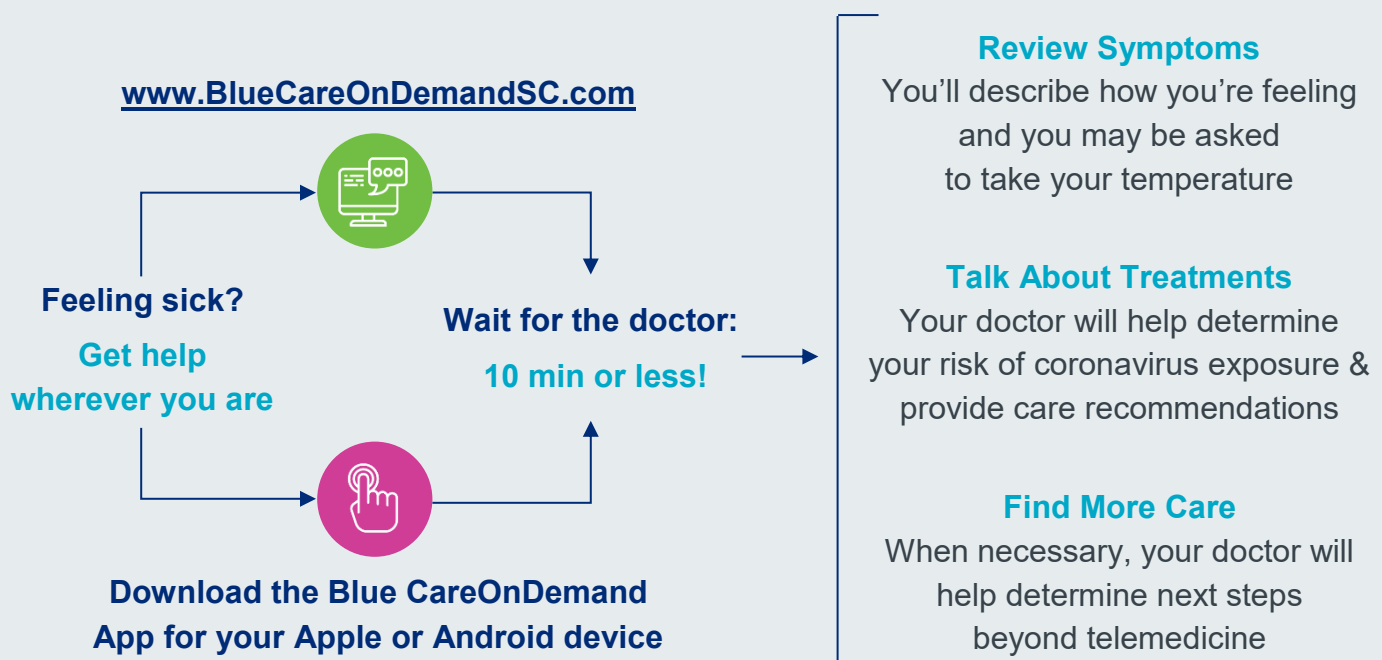 www.BlueCareOnDemandSC.com
Feeling sick?
Get help
wherever you are
Wait for the doctor:
10 min or less!
Download the Blue CareOnDemand
App for your Apple or Android device
Review Symptoms
You’ll describe how you’re feeling
and you may be asked
to take your temperature
Talk About Treatments
Your doctor will help determine
your risk of coronavirus exposure &
provide care recommendations
Find More Care
When necessary, your doctor will
help determine next steps
beyond telemedicine